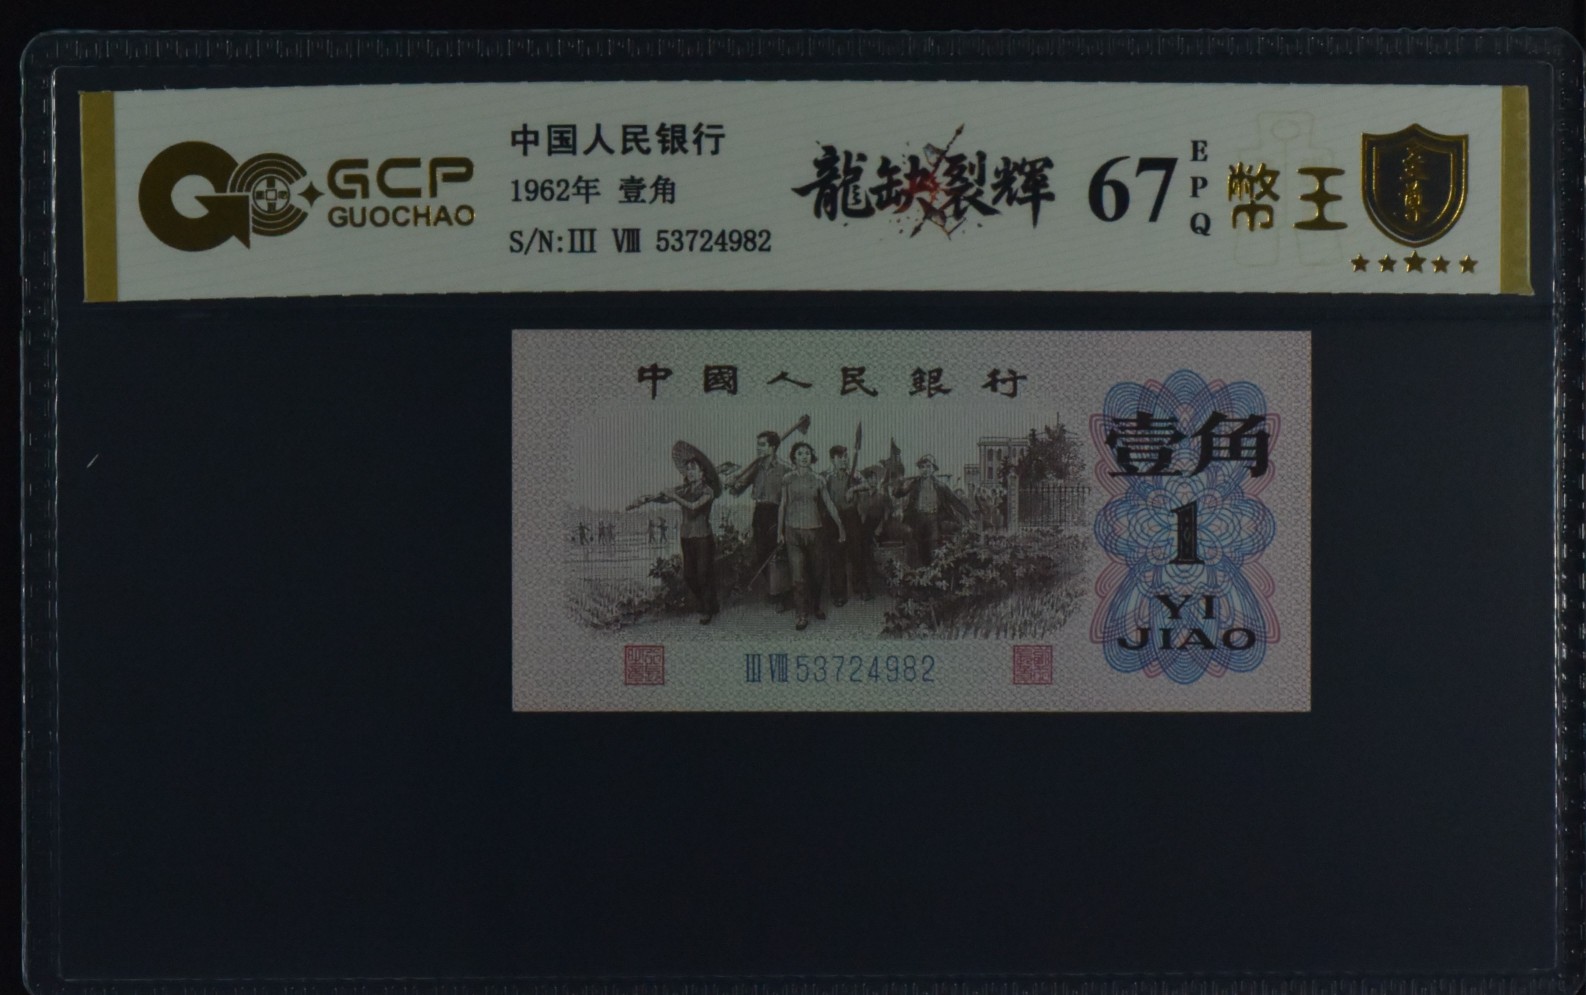 GCP
GUOCHAO
中国人民银行
1962年 壹角
S/N:III VIII 53724982
龍缺裂辉
67
EPQ
幣王
中國人民銀行
壹角
1
YI
JIAO
III VIII 53724982